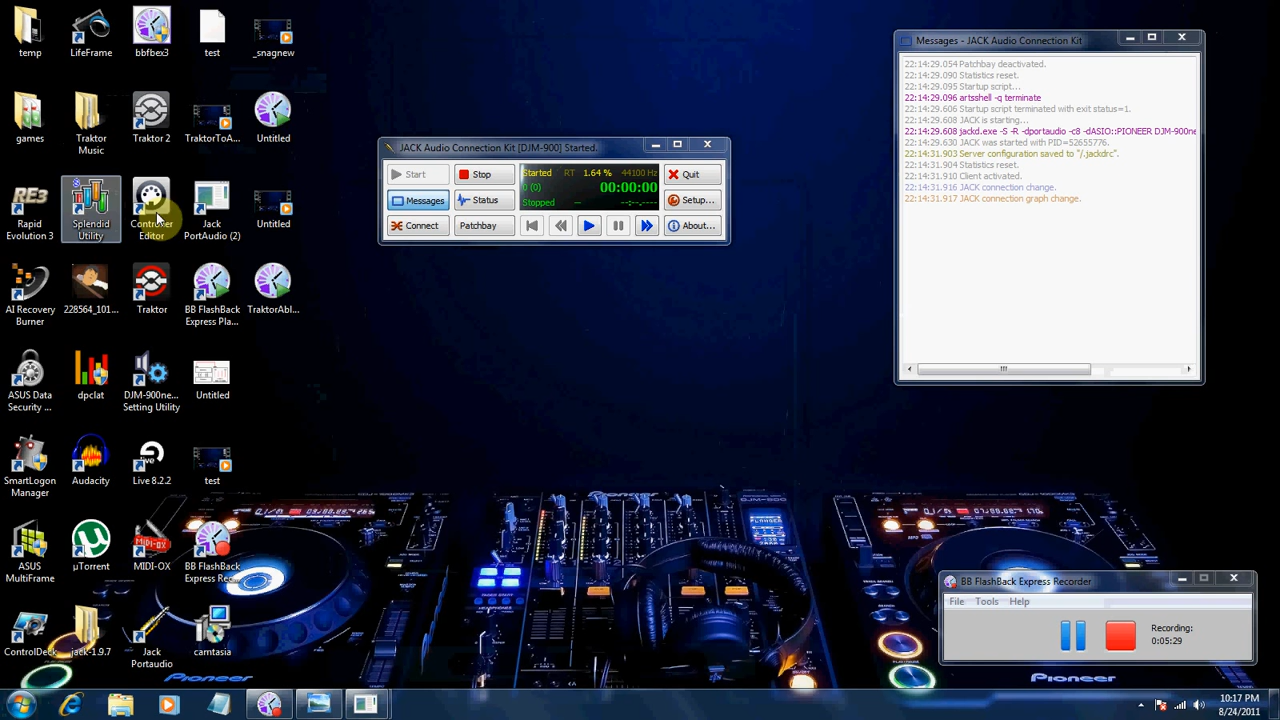 temp
LifeFrame
bbfbex3
test
_snagnew
games
Traktor
Music
Traktor 2
TraktorToA...
Untitled
Rapid
Evolution 3
Splendid
Utility
Controller
Editor
Jack
PortAudio (2)
Untitled
AI Recovery
Burner
228564_101...
Traktor
BB FlashBack
Express Pla...
TraktorAbl...
ASUS Data
Security ...
dpclat
DJM-900ne...
Setting Utility
Untitled
SmartLogon
Manager
Audacity
Live 8.2.2
test
ASUS
MultiFrame
µTorrent
MIDI-OX
BB FlashBack
Express Rec...
ControlDeck
jack-1.9.7
Jack
Portaudio
camtasia
JACK Audio Connection Kit [DJM-900] Started.
Start
Stop
Started RT 1.64 % 44100 Hz
0 (0) 00:00:00
Stopped -- --:--.----
Quit
Messages
Status
Setup...
Connect
Patchbay
About...
Messages - JACK Audio Connection Kit
22:14:29.054 Patchbay deactivated.
22:14:29.090 Statistics reset.
22:14:29.095 Startup script...
22:14:29.096 artsshell -q terminate
22:14:29.606 Startup script terminated with exit status=1.
22:14:29.608 JACK is starting...
22:14:29.608 jackd.exe -S -R -dportaudio -c8 -dASIO::PIONEER DJM-900ne
22:14:29.630 JACK was started with PID=52655776.
22:14:31.903 Server configuration saved to "/.jackdrc".
22:14:31.904 Statistics reset.
22:14:31.910 Client activated.
22:14:31.916 JACK connection change.
22:14:31.917 JACK connection graph change.
BB FlashBack Express Recorder
File Tools Help
Recording:
0:05:29
Pioneer
Pioneer
10:17 PM
8/24/2011